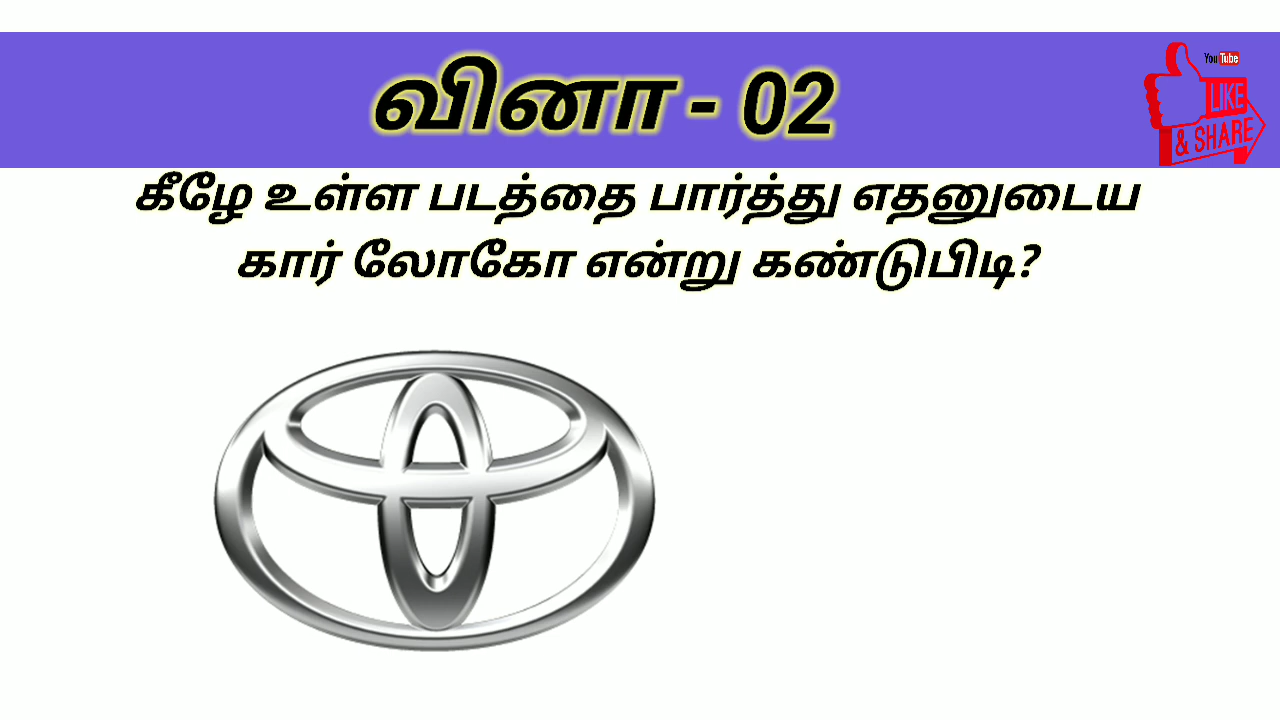 வினா - 02
YouTube
LIKE
& SHARE
கீழே உள்ள படத்தை பார்த்து எதனுடைய
கார் லோகோ என்று கண்டுபிடி?